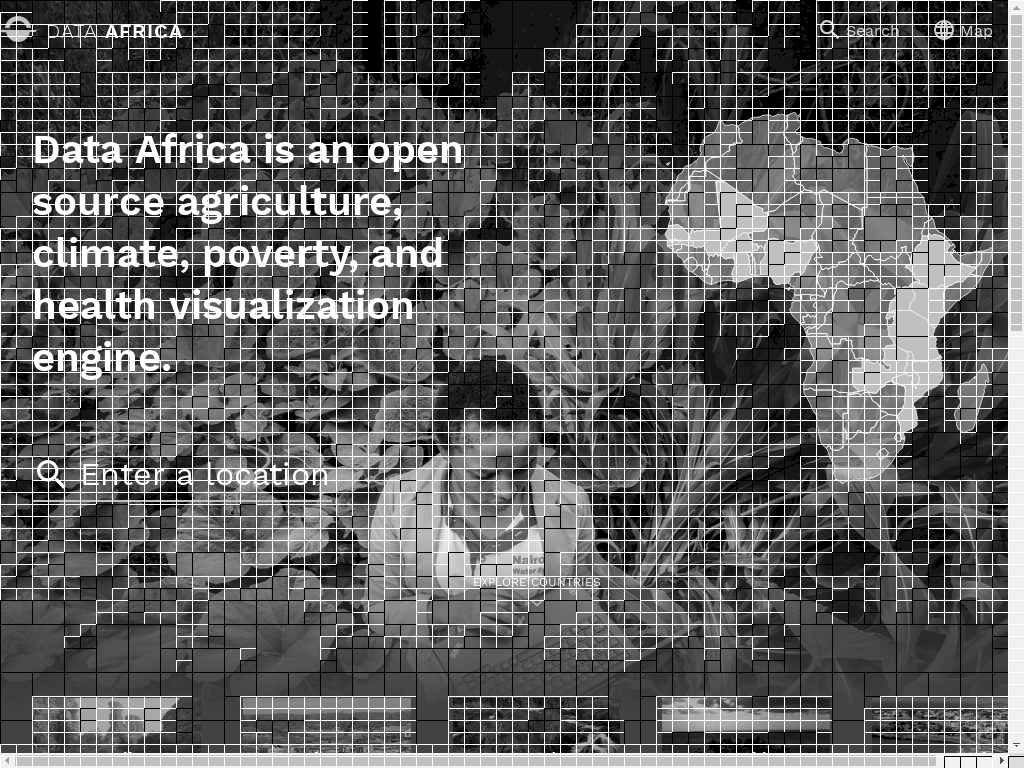 DATA AFRICA
Search
Map
Data Africa is an open
source agriculture,
climate, poverty, and
health visualization
engine.
Enter a location
EXPLORE COUNTRIES